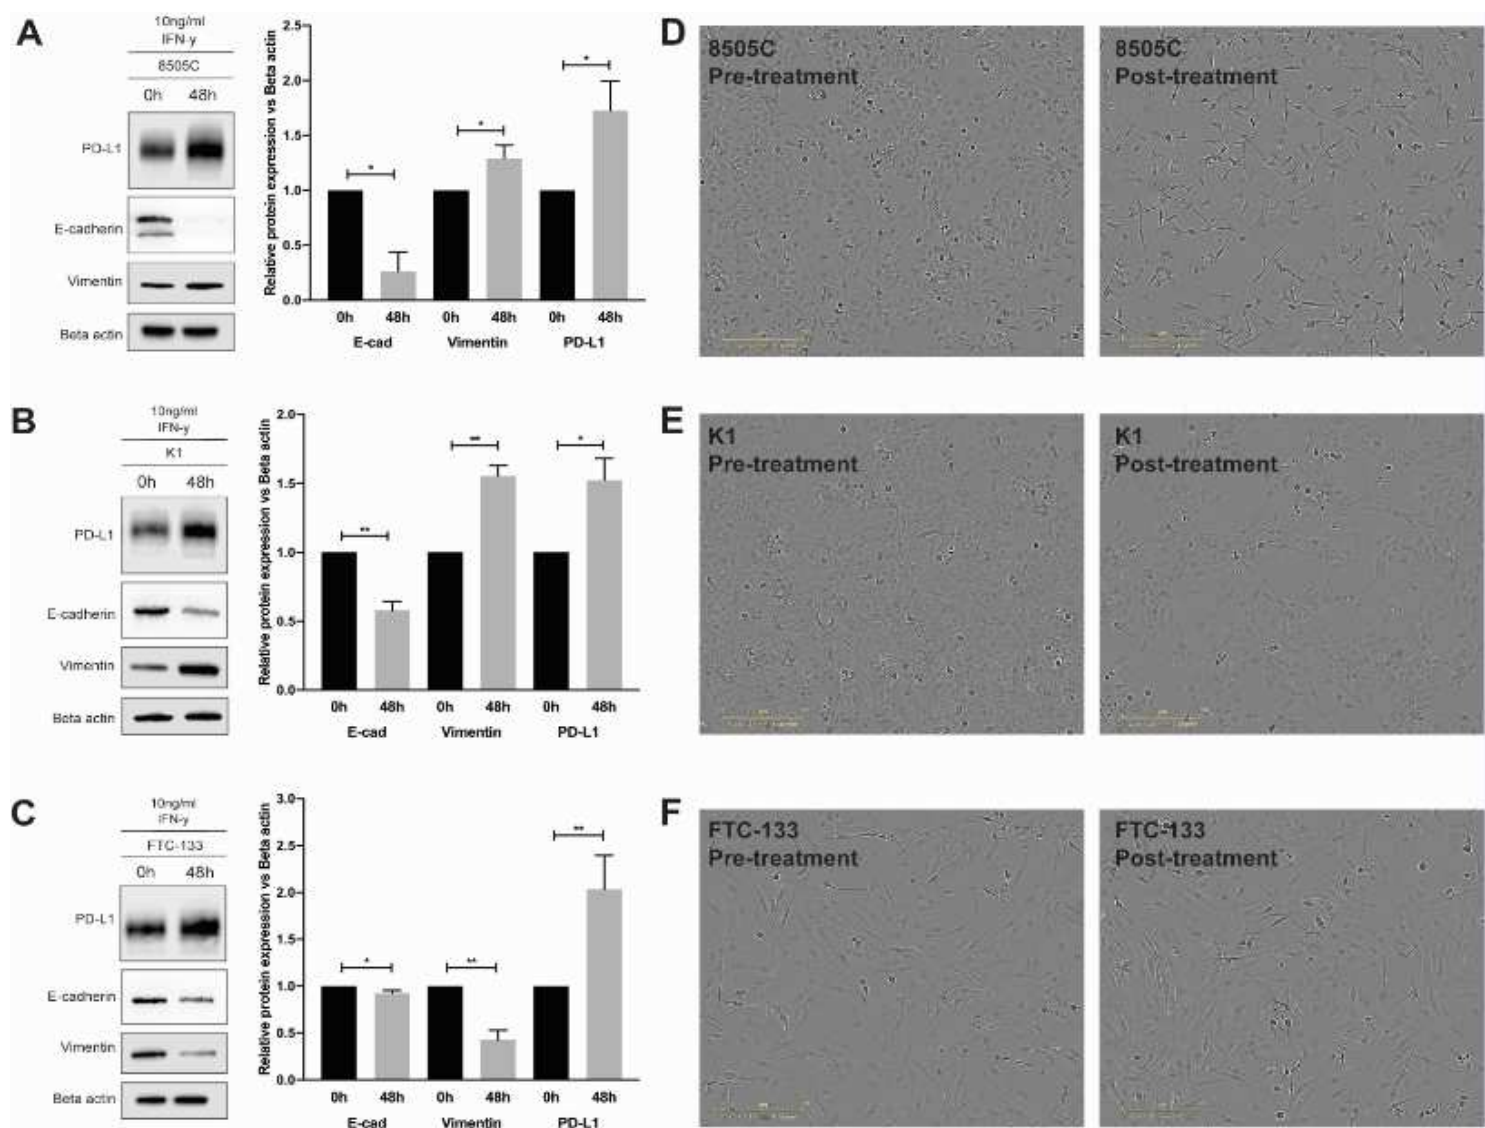 A
10ng/ml
IFN-y
8505C
0h 48h
PD-L1
E-cadherin
Vimentin
Beta actin
Relative protein expression vs Beta actin
2.5
2.0
1.5
1.0
0.5
0.0
* * *
0h 48h 0h 48h 0h 48h
E-cad Vimentin PD-L1
D
8505C
Pre-treatment
8505C
Post-treatment
B
10ng/ml
IFN-y
K1
0h 48h
PD-L1
E-cadherin
Vimentin
Beta actin
Relative protein expression vs Beta actin
2.0
1.5
1.0
0.5
0.0
** ** *
0h 48h 0h 48h 0h 48h
E-cad Vimentin PD-L1
E
K1
Pre-treatment
K1
Post-treatment
C
10ng/ml
IFN-y
FTC-133
0h 48h
PD-L1
E-cadherin
Vimentin
Beta actin
Relative protein expression vs Beta actin
3.0
2.5
2.0
1.5
1.0
0.5
0.0
* ** **
0h 48h 0h 48h 0h 48h
E-cad Vimentin PD-L1
F
FTC-133
Pre-treatment
FTC-133
Post-treatment